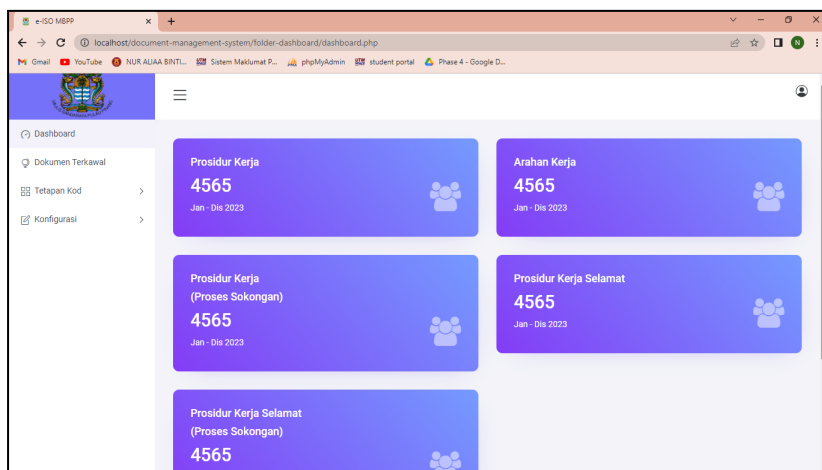 e-ISO MBPP
localhost/document-management-system/folder-dashboard/dashboard.php
Gmail YouTube NUR ALIAA BINTI... Sistem Maklumat P... phpMyAdmin student portal Phase 4 - Google D...
N
Dashboard
Dokumen Terkawal
Tetapan Kod
Konfigurasi
Prosidur Kerja
4565
Jan - Dis 2023
Arahan Kerja
4565
Jan - Dis 2023
Prosidur Kerja
(Proses Sokongan)
4565
Jan - Dis 2023
Prosidur Kerja Selamat
4565
Jan - Dis 2023
Prosidur Kerja Selamat
(Proses Sokongan)
4565